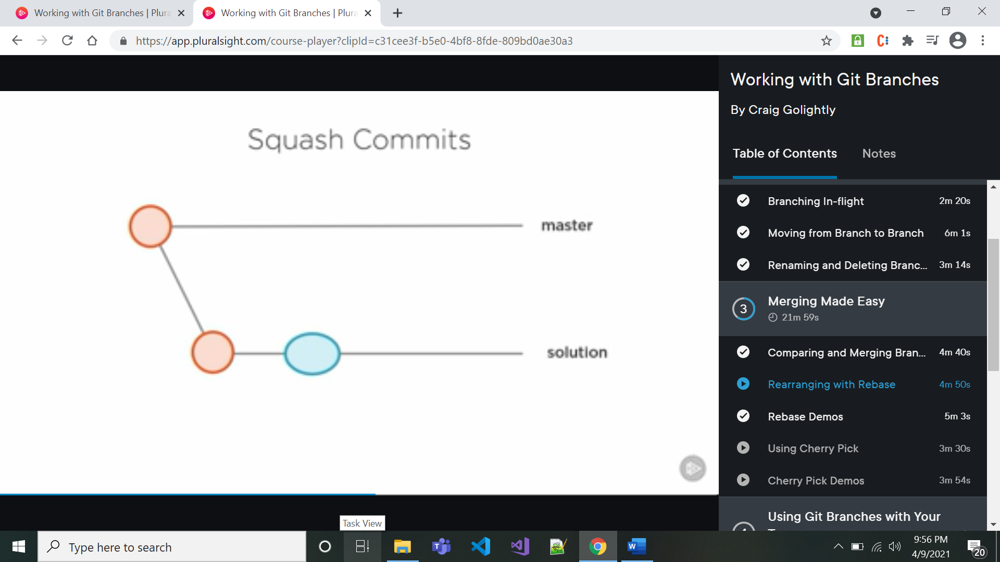 Working with Git Branches | Plura
Working with Git Branches | Plura
https://app.pluralsight.com/course-player?clipId=c31cee3f-b5e0-4bf8-8fde-809bd0ae30a3
Squash Commits
master
solution
Working with Git Branches
By Craig Golightly
Table of Contents
Notes
Branching In-flight 2m 20s
Moving from Branch to Branch 6m 1s
Renaming and Deleting Branc... 3m 14s
3
Merging Made Easy
21m 59s
Comparing and Merging Bran... 4m 40s
Rearranging with Rebase 4m 50s
Rebase Demos 5m 3s
Using Cherry Pick 3m 30s
Cherry Pick Demos 3m 54s
Using Git Branches with Your
Task View
Type here to search
9:56 PM
4/9/2021
20